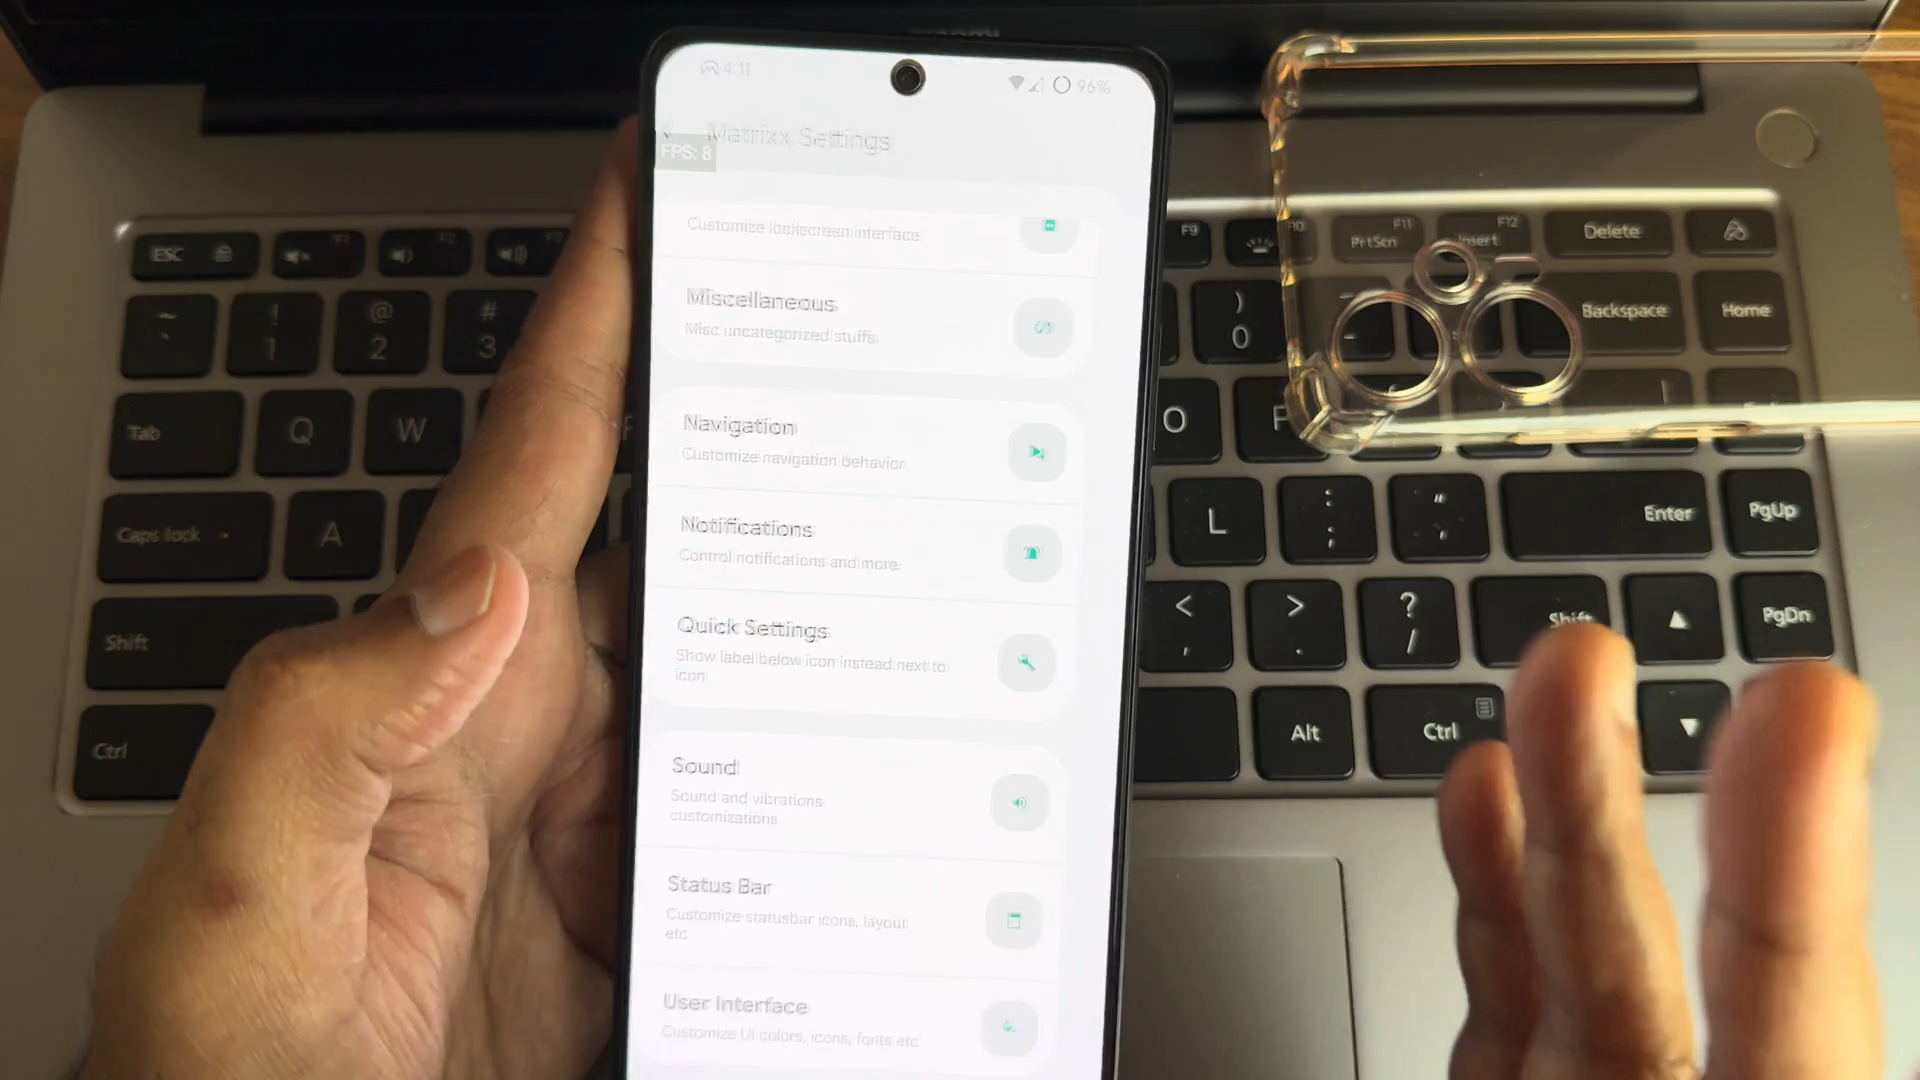 xiaomi
4:11
96%
Matrixx Settings
FPS: 8
Customize lockscreen interface
Miscellaneous
Misc uncategorized stuffs
Navigation
Customize navigation behavior
Notifications
Control notifications and more
Quick Settings
Show label below icon instead next to
icon
Sound
Sound and vibrations
customizations
Status Bar
Customize statusbar icons, layout
etc
User Interface
Customize UI colors, icons, fonts etc
ESC
F1
F2
F9
F10
F11
PrtScn
F12
Insert
Delete
~
`
!
1
@
2
#
3
)
0
Backspace
Home
Tab
Q
W
O
Caps lock
A
L
:
;
"
'
Enter
PgUp
Shift
<
,
>
.
?
/
Shift
PgDn
Ctrl
Alt
Ctrl